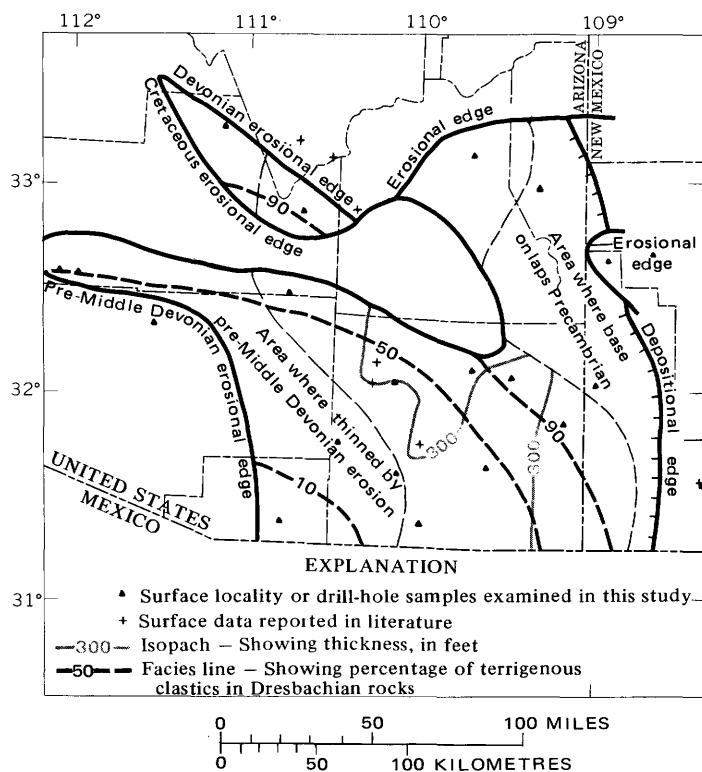 112° 111° 110° 109°
33°
32°
31°
ARIZONA
NEW MEXICO
Devonian erosional edge
Cretaceous erosional edge
90
Erosional edge
Erosional edge
Area where base
onlaps Precambrian
Depositional edge
Pre-Middle Devonian erosional edge
Area where thinned by
pre-Middle Devonian erosion
50
300
300
90
10
UNITED STATES
MEXICO
EXPLANATION
▲ Surface locality or drill-hole samples examined in this study
+ Surface data reported in literature
300 Isopach — Showing thickness, in feet
50 Facies line — Showing percentage of terrigenous
clastics in Dresbachian rocks
0 50 100 MILES
0 50 100 KILOMETRES